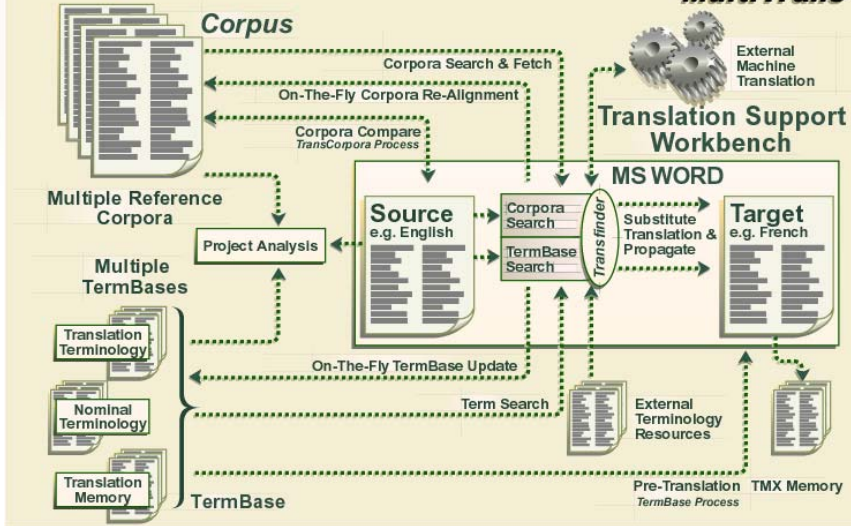 MultiTrans
Corpus
Corpora Search & Fetch
External
Machine
Translation
On-The-Fly Corpora Re-Alignment
Corpora Compare
TransCorpora Process
Translation Support
Workbench
MS WORD
Multiple Reference
Corpora
Source
e.g. English
Corpora
Search
TermBase
Search
Transfinder
Substitute
Translation &
Propagate
Target
e.g. French
Project Analysis
Multiple
TermBases
Translation
Terminology
Nominal
Terminology
Translation
Memory
TermBase
On-The-Fly TermBase Update
Term Search
External
Terminology
Resources
Pre-Translation
TermBase Process
TMX Memory